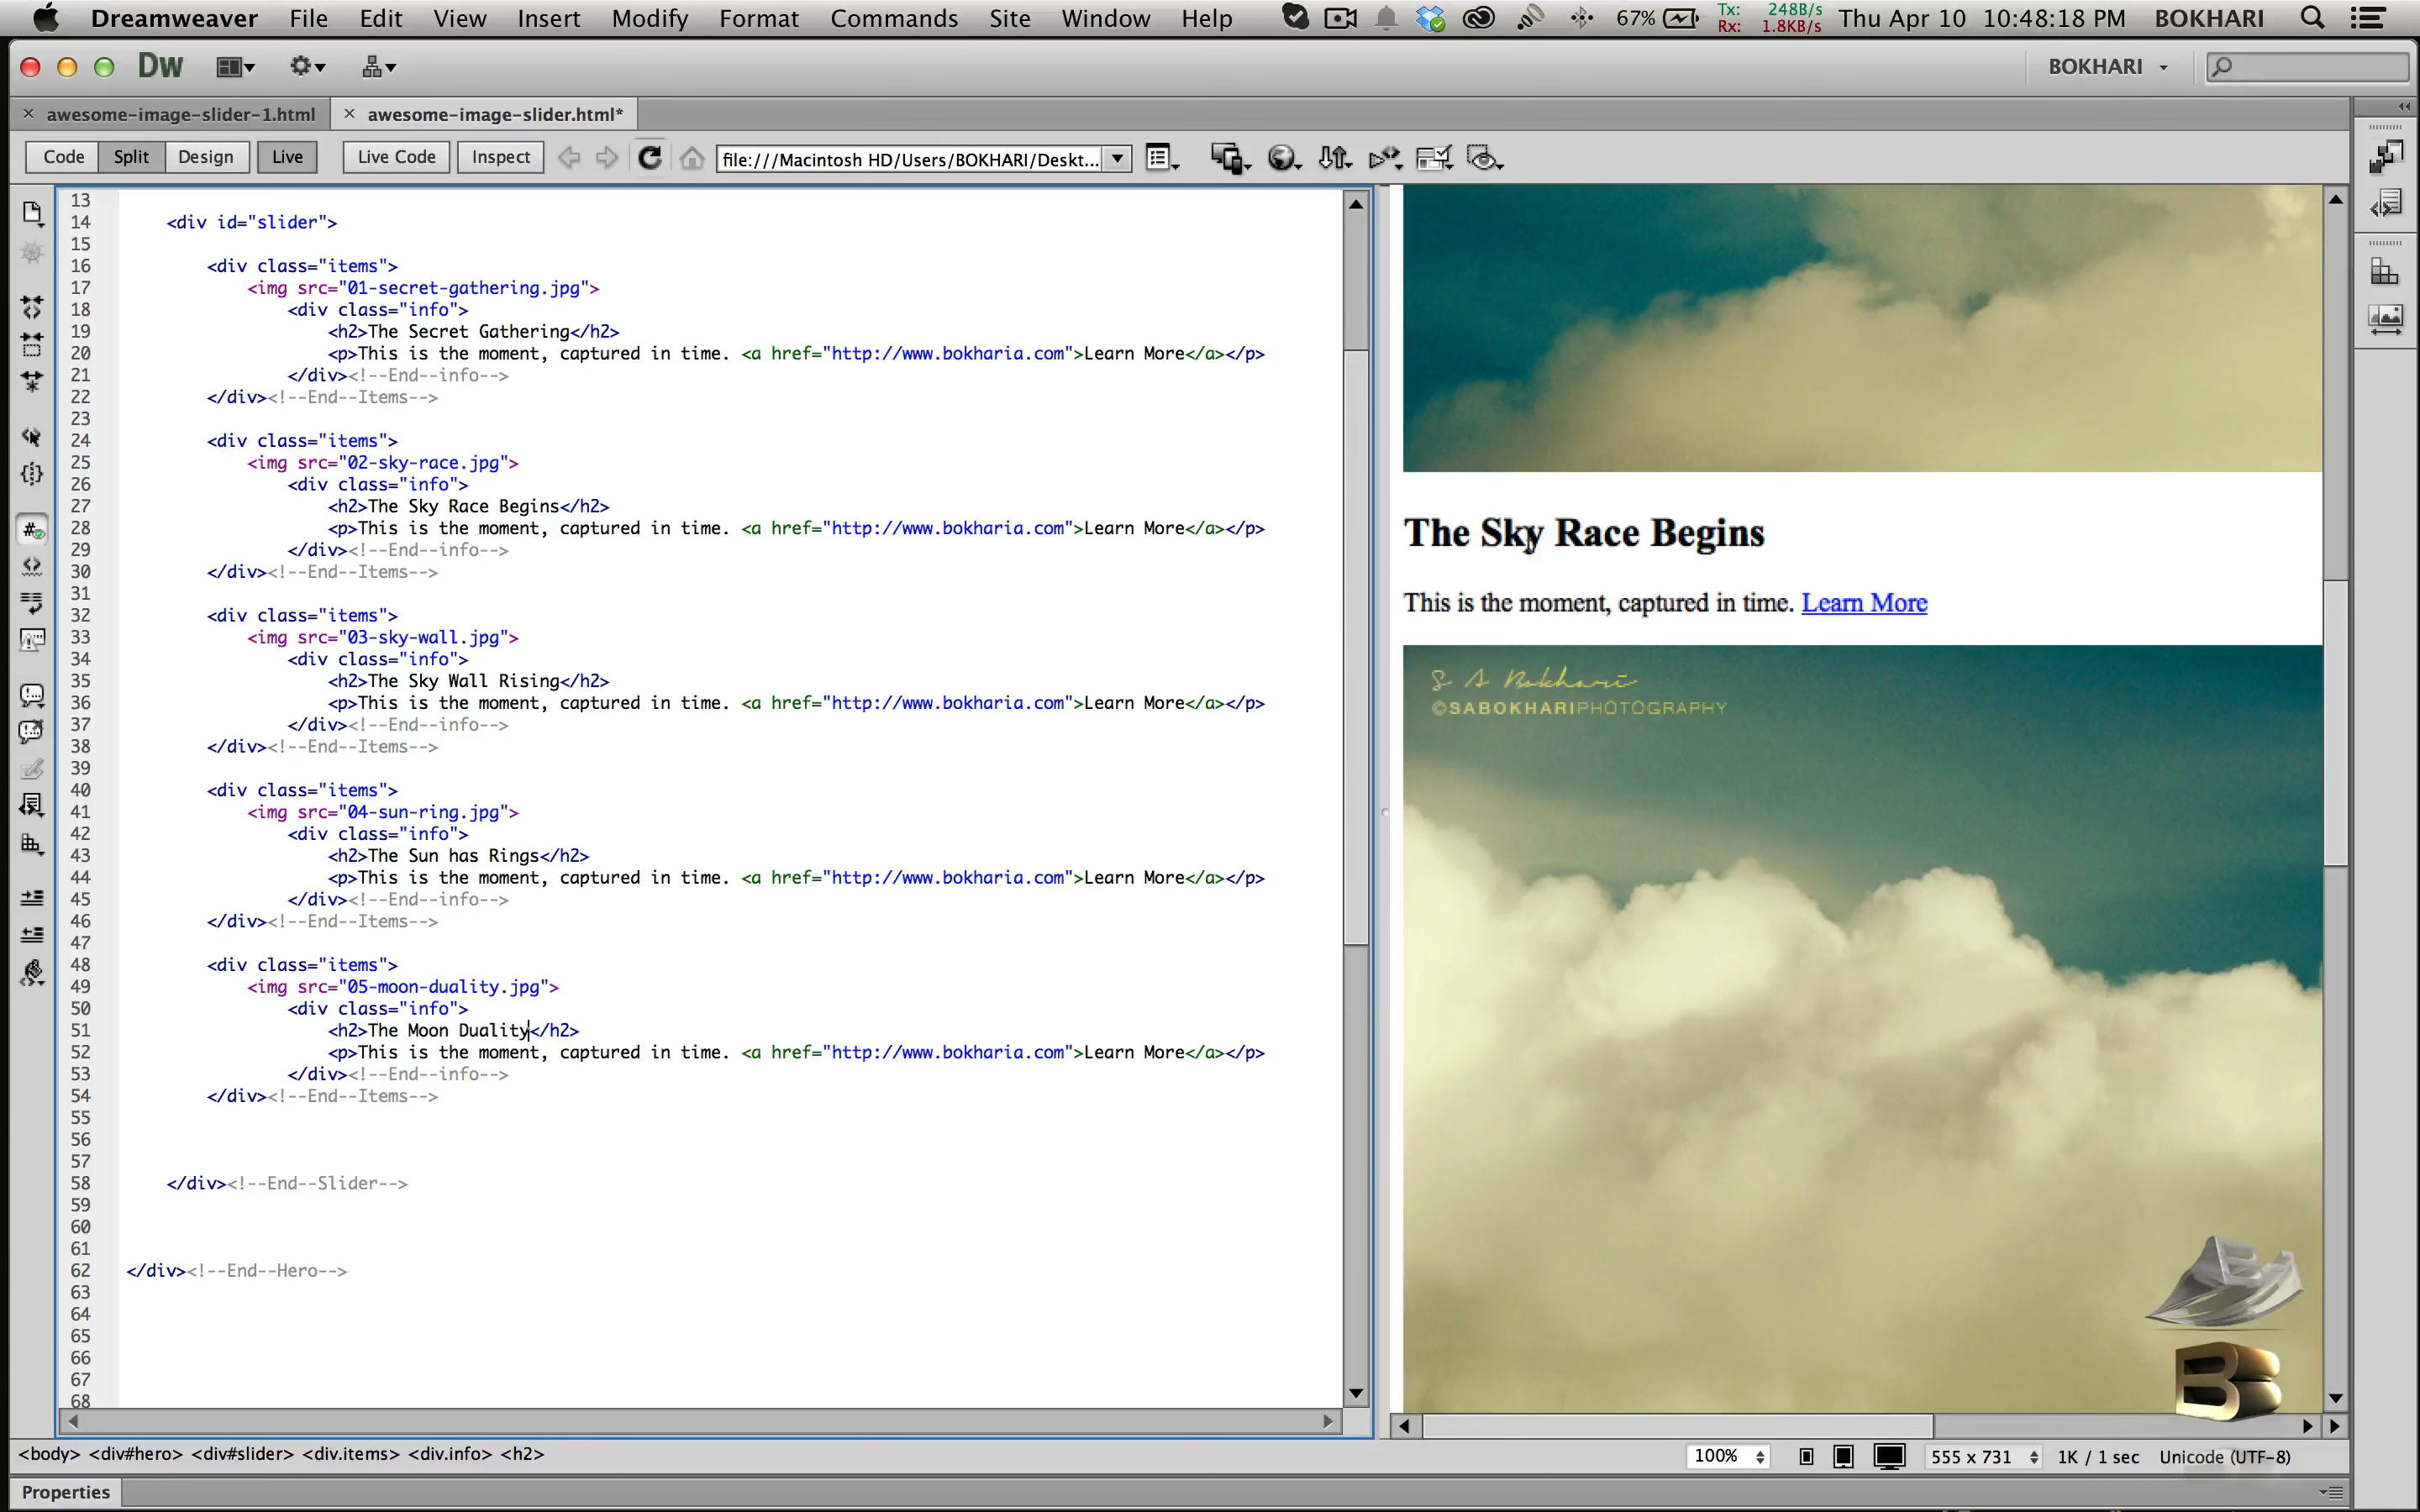 Dreamweaver File Edit View Insert Modify Format Commands Site Window Help 67% Tx: 248B/s Rx: 1.8KB/s Thu Apr 10 10:48:18 PM BOKHARI
DW BOKHARI
awesome-image-slider-1.html awesome-image-slider.html*
Code Split Design Live Live Code Inspect file:///Macintosh HD/Users/BOKHARI/Deskt...
13
14 <div id="slider">
15
16 <div class="items">
17 <img src="01-secret-gathering.jpg">
18 <div class="info">
19 <h2>The Secret Gathering</h2>
20 <p>This is the moment, captured in time. <a href="http://www.bokharia.com">Learn More</a></p>
21 </div><!--End--info-->
22 </div><!--End--Items-->
23
24 <div class="items">
25 <img src="02-sky-race.jpg">
26 <div class="info">
27 <h2>The Sky Race Begins</h2>
28 <p>This is the moment, captured in time. <a href="http://www.bokharia.com">Learn More</a></p>
29 </div><!--End--info-->
30 </div><!--End--Items-->
31
32 <div class="items">
33 <img src="03-sky-wall.jpg">
34 <div class="info">
35 <h2>The Sky Wall Rising</h2>
36 <p>This is the moment, captured in time. <a href="http://www.bokharia.com">Learn More</a></p>
37 </div><!--End--info-->
38 </div><!--End--Items-->
39
40 <div class="items">
41 <img src="04-sun-ring.jpg">
42 <div class="info">
43 <h2>The Sun has Rings</h2>
44 <p>This is the moment, captured in time. <a href="http://www.bokharia.com">Learn More</a></p>
45 </div><!--End--info-->
46 </div><!--End--Items-->
47
48 <div class="items">
49 <img src="05-moon-duality.jpg">
50 <div class="info">
51 <h2>The Moon Duality</h2>
52 <p>This is the moment, captured in time. <a href="http://www.bokharia.com">Learn More</a></p>
53 </div><!--End--info-->
54 </div><!--End--Items-->
55
56
57
58 </div><!--End--Slider-->
59
60
61
62 </div><!--End--Hero-->
63
64
65
66
67
68
The Sky Race Begins
This is the moment, captured in time. Learn More
S A Bokhari
©SABOKHARIPHOTOGRAPHY
B
<body> <div#hero> <div#slider> <div.items> <div.info> <h2> 100% 555 x 731 1K / 1 sec Unicode (UTF-8)
Properties